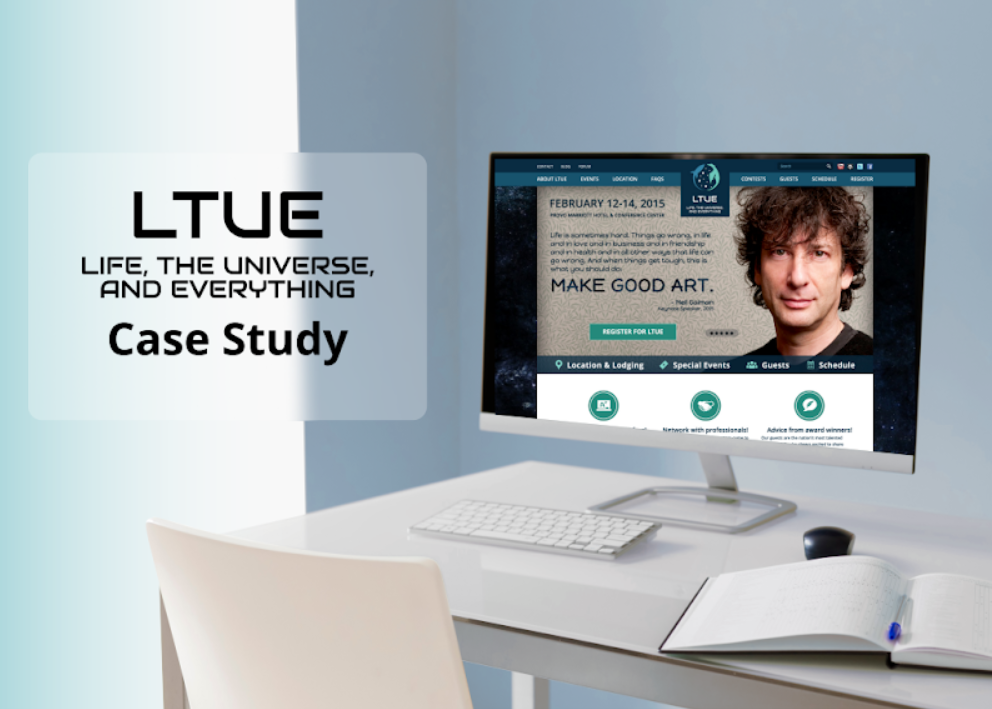 LTUE
LIFE, THE UNIVERSE,
AND EVERYTHING
Case Study
CONTACT BLOG FORUM
ABOUT LTUE EVENTS LOCATION FAQS
LTUE
LIFE, THE UNIVERSE,
AND EVERYTHING
CONTESTS GUESTS SCHEDULE REGISTER
FEBRUARY 12-14, 2015
PROVO MARRIOTT HOTEL & CONFERENCE CENTER
Life is sometimes hard. Things go wrong, in life
and in love and in business and in friendship
and in health and in all other ways that life can
go wrong. And when things get tough, this is
what you should do:
MAKE GOOD ART.
- Neil Gaiman
Keynote Speaker, 2011
REGISTER FOR LTUE
Location & Lodging Special Events Guests Schedule
Network with professionals! Advice from award winners!
Our guests are the nation's most talented